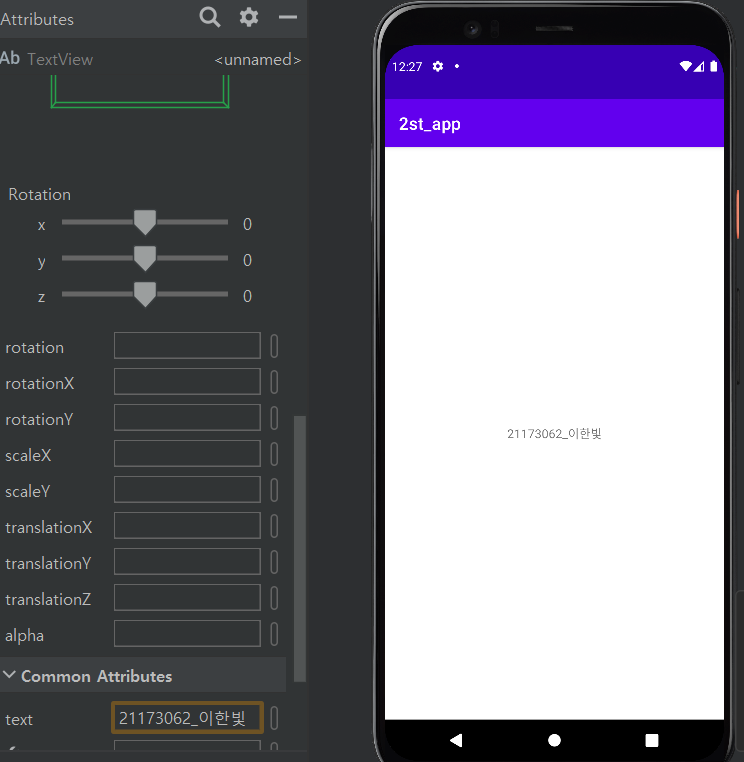 Attributes
Ab TextView <unnamed>
Rotation
x 0
y 0
z 0
rotation
rotationX
rotationY
scaleX
scaleY
translationX
translationY
translationZ
alpha
Common Attributes
text 21173062_이한빛
12:27
2st_app
21173062_이한빛